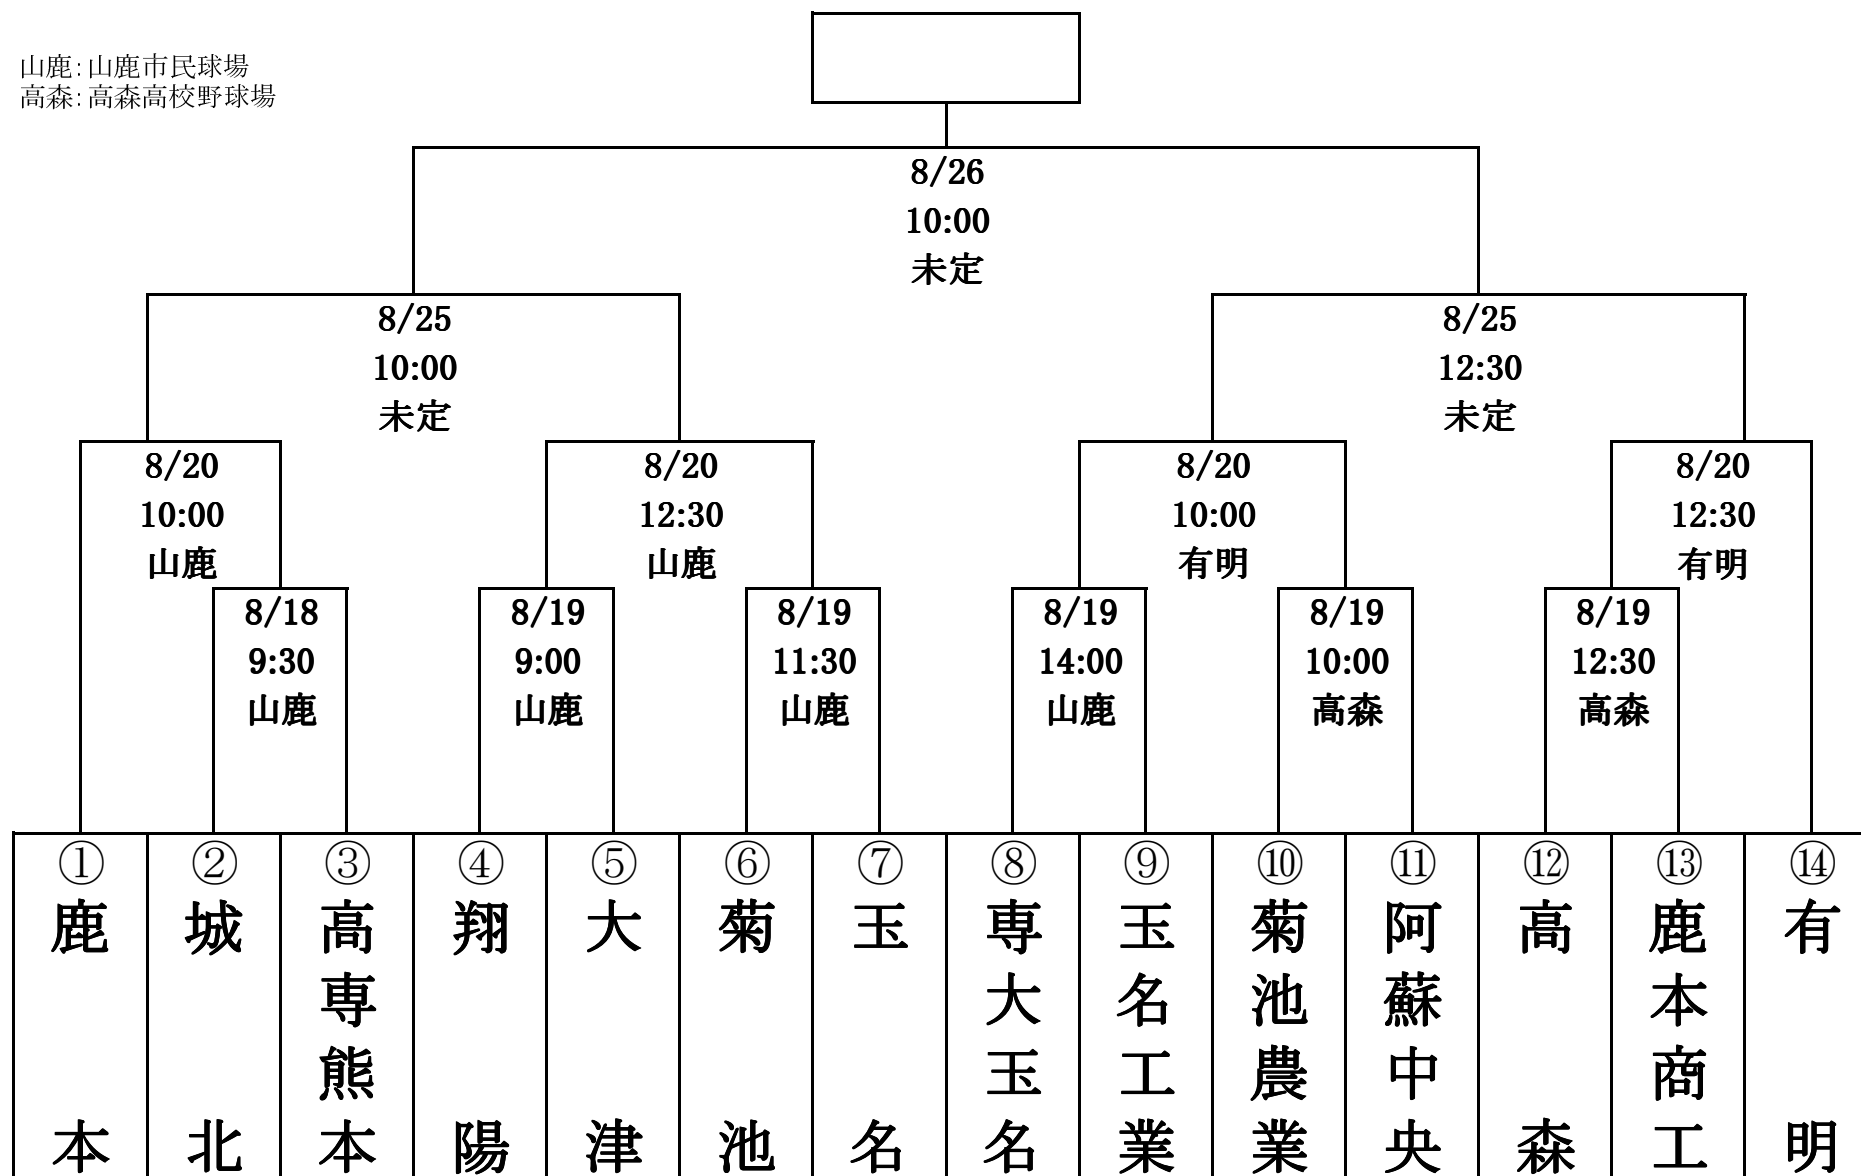 山鹿：山鹿市民球場
高森：高森高校野球場
8/26
10:00
未定
8/25
10:00
未定
8/25
12:30
未定
8/20
10:00
山鹿
8/20
12:30
山鹿
8/20
10:00
有明
8/20
12:30
有明
8/18
9:30
山鹿
8/19
9:00
山鹿
8/19
11:30
山鹿
8/19
14:00
山鹿
8/19
10:00
高森
8/19
12:30
高森
①
鹿本
②
城北
③
高専熊本
④
翔陽
⑤
大津
⑥
菊池
⑦
玉名
⑧
専大玉名
⑨
玉名工業
⑩
菊池農業
⑪
阿蘇中央
⑫
高森
⑬
鹿本商工
⑭
有明